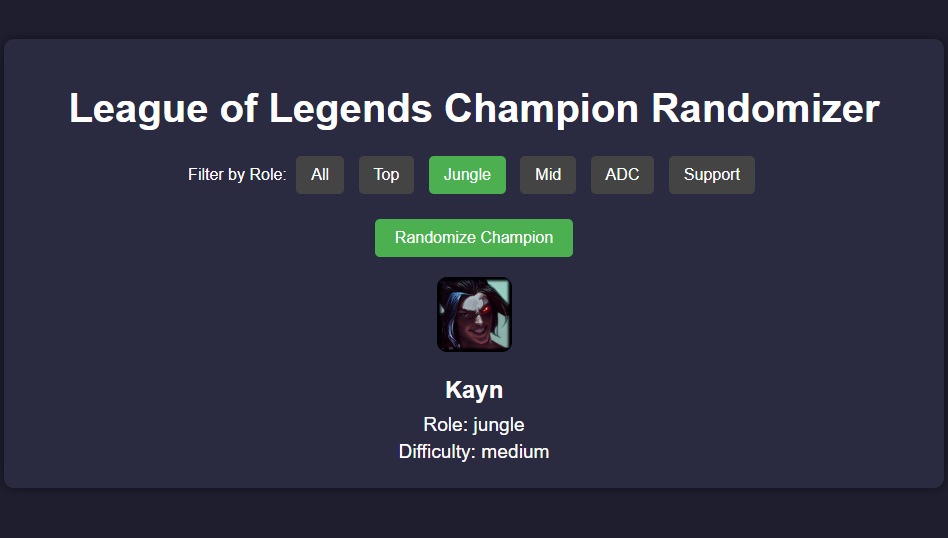 League of Legends Champion Randomizer
Filter by Role: All Top Jungle Mid ADC Support
Randomize Champion
Kayn
Role: jungle
Difficulty: medium